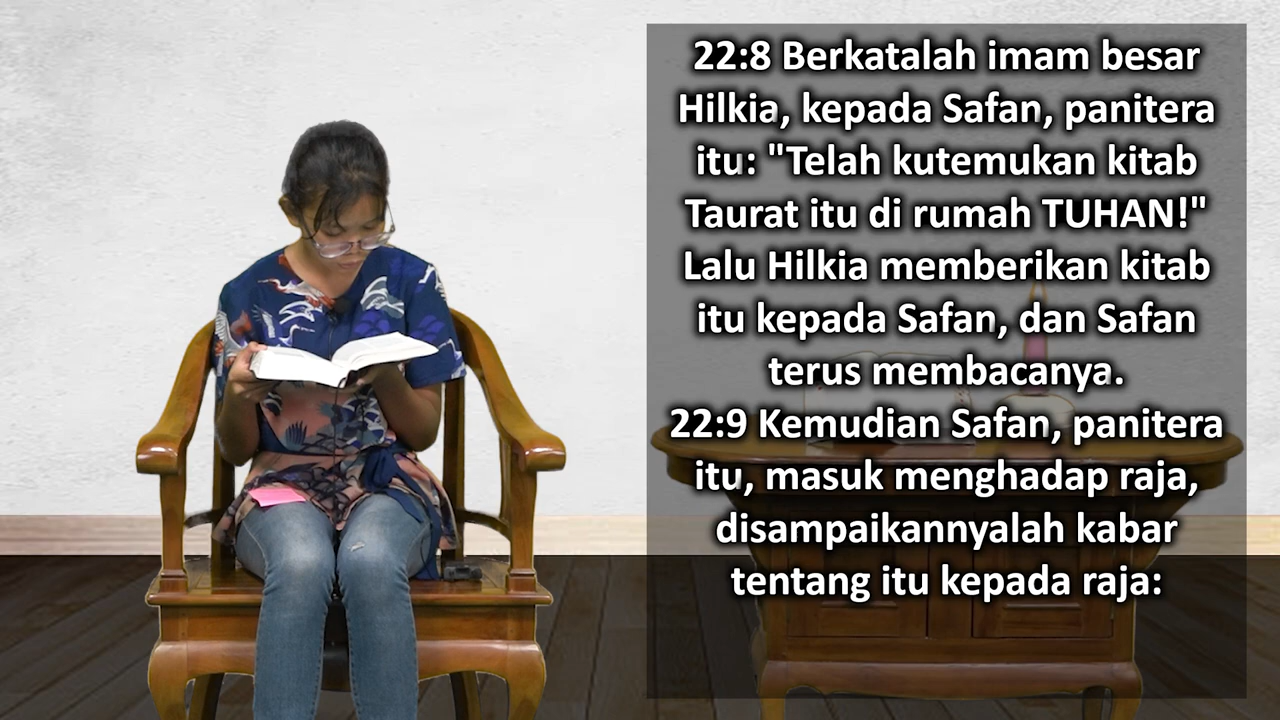 22:8 Berkatalah imam besar
Hilkia, kepada Safan, panitera
itu: "Telah kutemukan kitab
Taurat itu di rumah TUHAN!"
Lalu Hilkia memberikan kitab
itu kepada Safan, dan Safan
terus membacanya.
22:9 Kemudian Safan, panitera
itu, masuk menghadap raja,
disampaikannyalah kabar
tentang itu kepada raja: